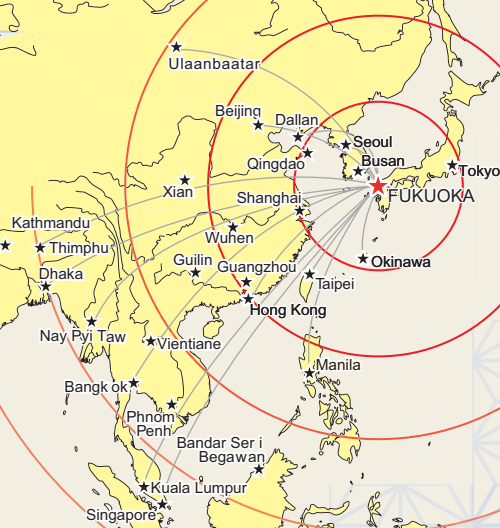 Ulaanbaatar
Beijing
Dallan
Seoul
Busan
Qingdao
Tokyo
Xian
FUKUOKA
Shanghai
Kathmandu
Wuhen
Thimphu
Guilin
Okinawa
Guangzhou
Dhaka
Taipei
Hong Kong
Nay Pyi Taw
Vientiane
Manila
Bangk ok
Phnom
Penh
Bandar Ser i
Begawan
Kuala Lumpur
Singapore